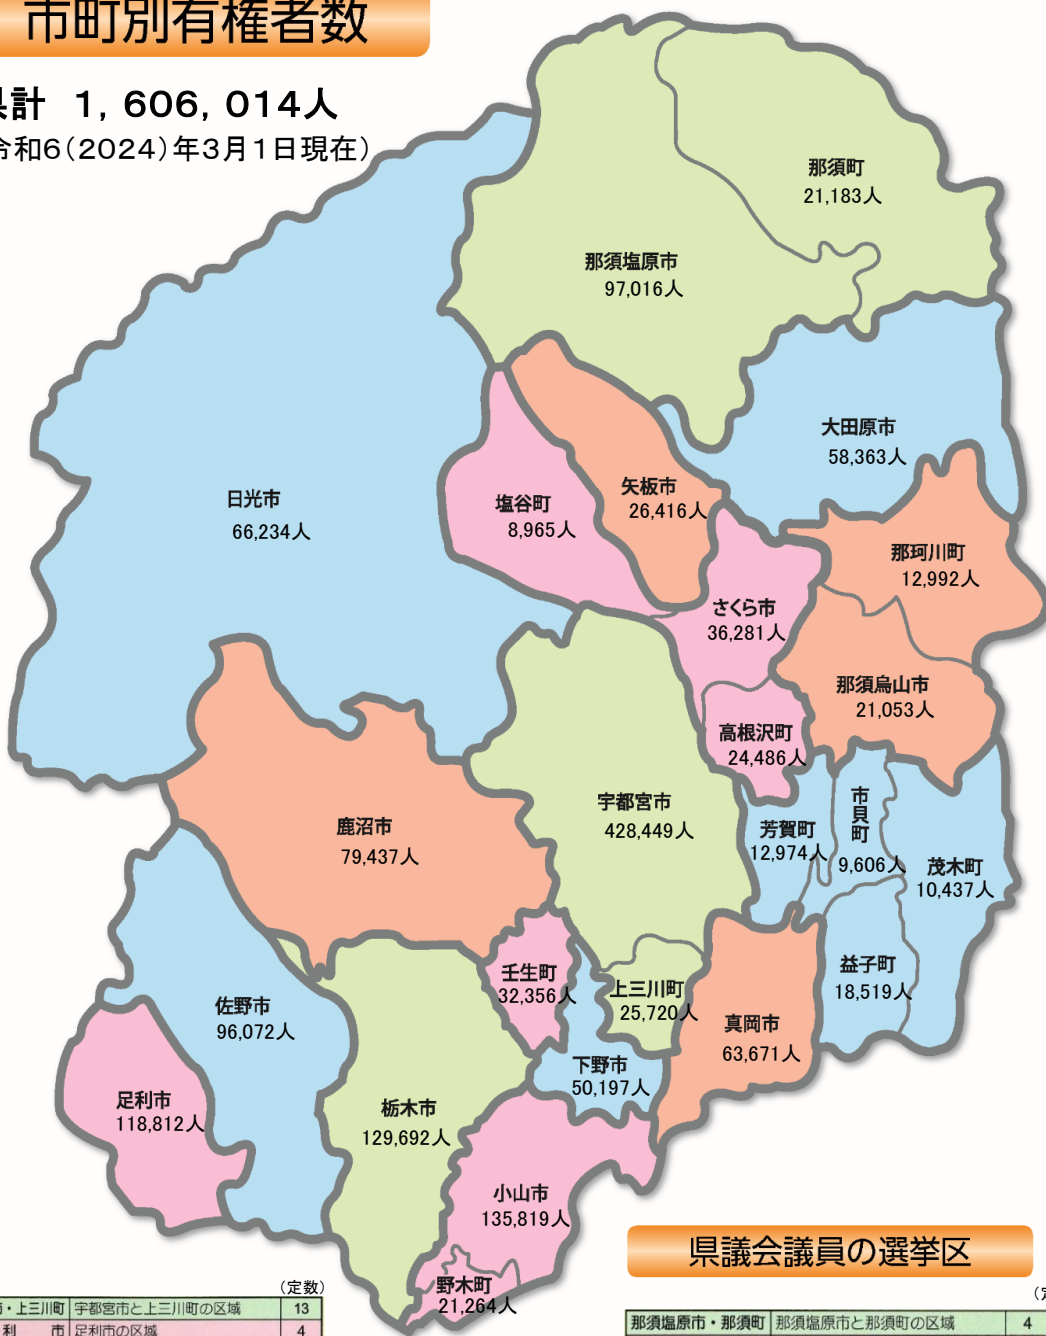 市町別有権者数
県計 1,606,014人
令和6(2024)年3月1日現在)
那須町
21,183人
那須塩原市
97,016人
大田原市
58,363人
矢板市
26,416人
塩谷町
8,965人
日光市
66,234人
那珂川町
12,992人
さくら市
36,281人
那須烏山市
21,053人
高根沢町
24,486人
宇都宮市
428,449人
鹿沼市
79,437人
芳賀町
12,974人
市貝町
9,606人
茂木町
10,437人
益子町
18,519人
壬生町
32,356人
上三川町
25,720人
真岡市
63,671人
佐野市
96,072人
下野市
50,197人
足利市
118,812人
栃木市
129,692人
小山市
135,819人
野木町
21,264人
県議会議員の選挙区
(定数)
・上三川町 宇都宮市と上三川町の区域 13
利 市 足利市の区域 4
那須塩原市・那須町 那須塩原市と那須町の区域 4